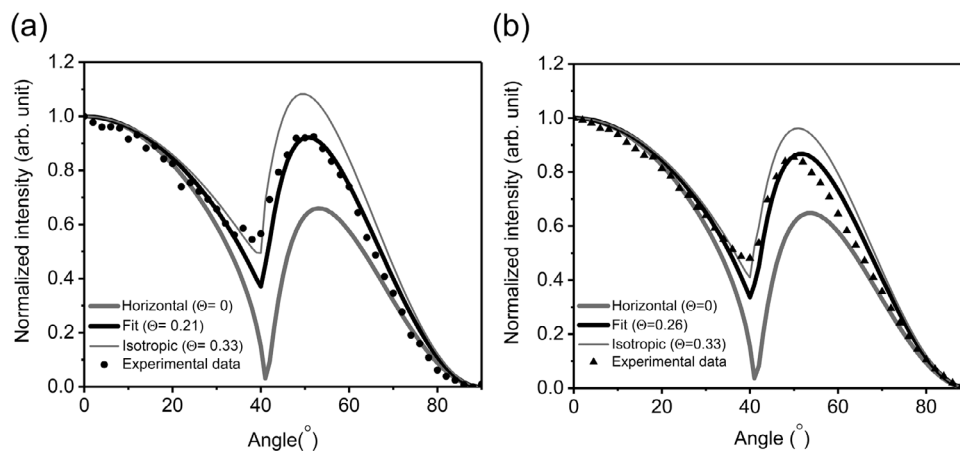 (a)
1.2
1.0
0.8
0.6
0.4
0.2
0.0
Normalized intensity (arb. unit)
Horizontal (Θ= 0)
Fit (Θ= 0.21)
Isotropic (Θ= 0.33)
Experimental data
0 20 40 60 80
Angle(°)
(b)
1.2
1.0
0.8
0.6
0.4
0.2
0.0
Normalized intensity (arb. unit)
Horizontal (Θ=0)
Fit (Θ=0.26)
Isotropic (Θ=0.33)
Experimental data
0 20 40 60 80
Angle (°)